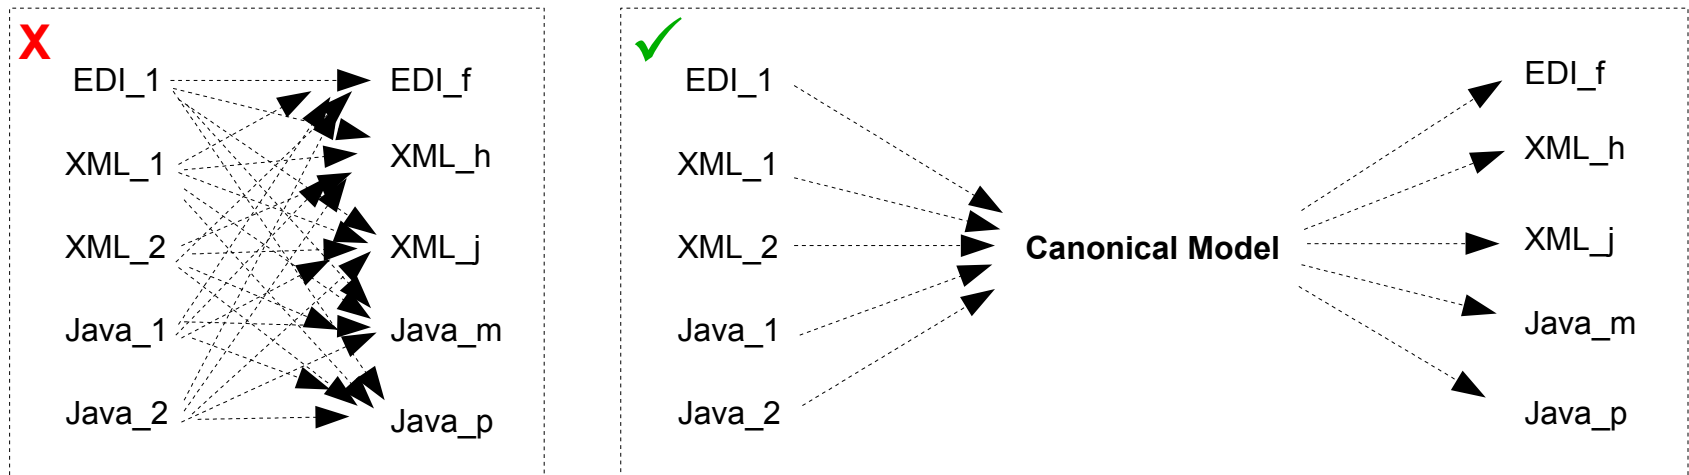 X
EDI_1
XML_1
XML_2
Java_1
Java_2
EDI_f
XML_h
XML_j
Java_m
Java_p
EDI_1
XML_1
XML_2
Java_1
Java_2
Canonical Model
EDI_f
XML_h
XML_j
Java_m
Java_p